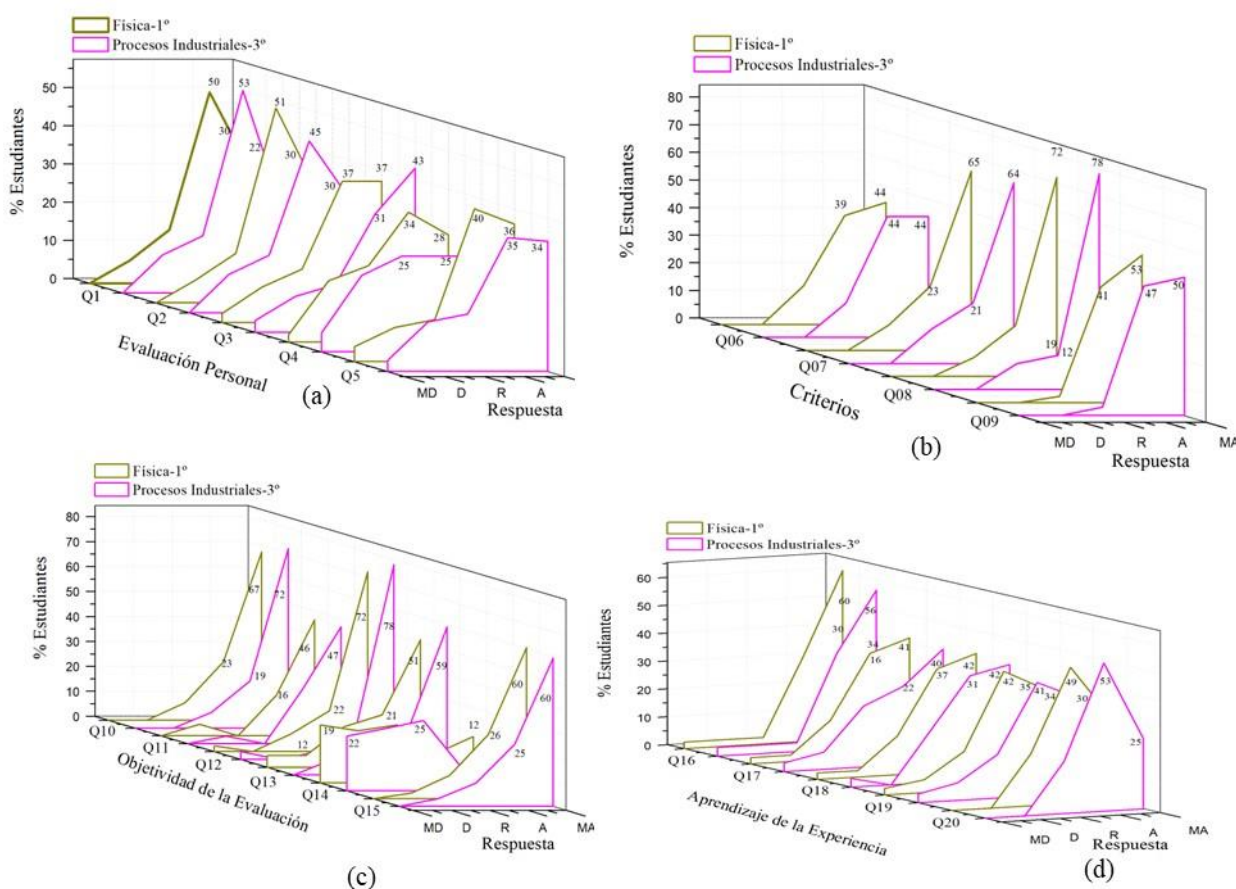 Física-1º
Procesos Industriales-3º
% Estudiantes
50
40
30
20
10
0
50
53
30
22
51
30
45
30
37
37
31
43
34
28
25
25
40
36
35
34
Q1
Q2
Q3
Q4
Q5
Evaluación Personal
MD
D
R
A
Respuesta
(a)
Física-1º
Procesos Industriales-3º
% Estudiantes
80
70
60
50
40
30
20
10
0
39
44
44
44
23
65
21
64
72
19
78
12
41
53
47
50
Q06
Q07
Q08
Q09
Criterios
MD
D
R
A
MA
Respuesta
(b)
Física-1º
Procesos Industriales-3º
% Estudiantes
80
70
60
50
40
30
20
10
0
67
23
72
19
46
16
47
72
22
78
51
21
59
12
12
19
22
25
60
26
60
25
Q10
Q11
Q12
Q13
Q14
Q15
Objetividad de la Evaluación
MD
D
R
A
MA
Respuesta
(c)
Física-1º
Procesos Industriales-3º
% Estudiantes
60
50
40
30
20
10
0
60
30
56
34
16
41
22
40
37
42
31
42
42
35
41
34
49
30
53
25
Q16
Q17
Q18
Q19
Q20
Aprendizaje de la Experiencia
MD
D
R
A
MA
Respuesta
(d)